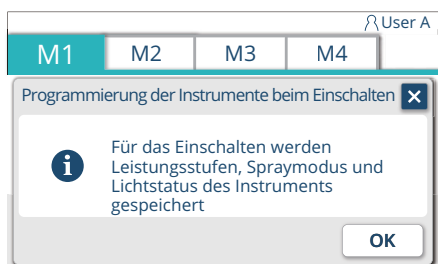 User A
M1 M2 M3 M4
Programmierung der Instrumente beim Einschalten
Für das Einschalten werden
Leistungsstufen, Spraymodus und
Lichtstatus des Instruments
gespeichert
OK